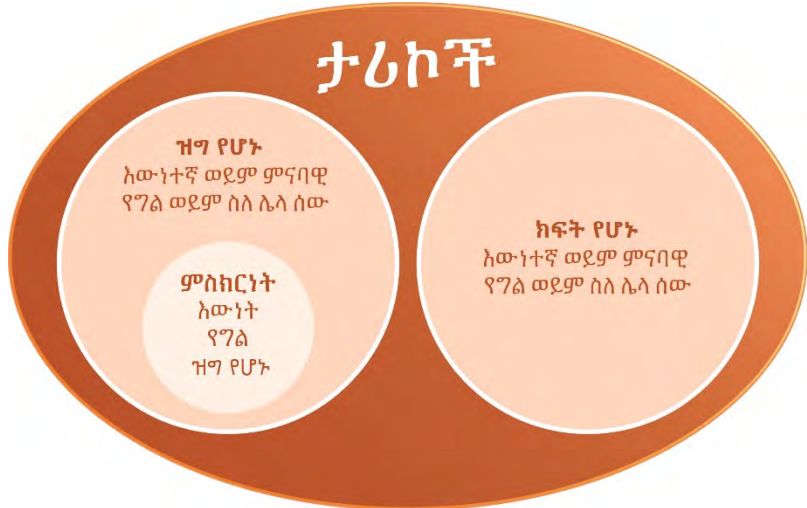 ታሪኮች
ዝግ የሆኑ
እውነተኛ ወይም ምናባዊ
የግል ወይም ስለ ሌላ ሰው
ምስክርነት
እውነት
የግል
ዝግ የሆኑ
ክፍት የሆኑ
እውነተኛ ወይም ምናባዊ
የግል ወይም ስለ ሌላ ሰው